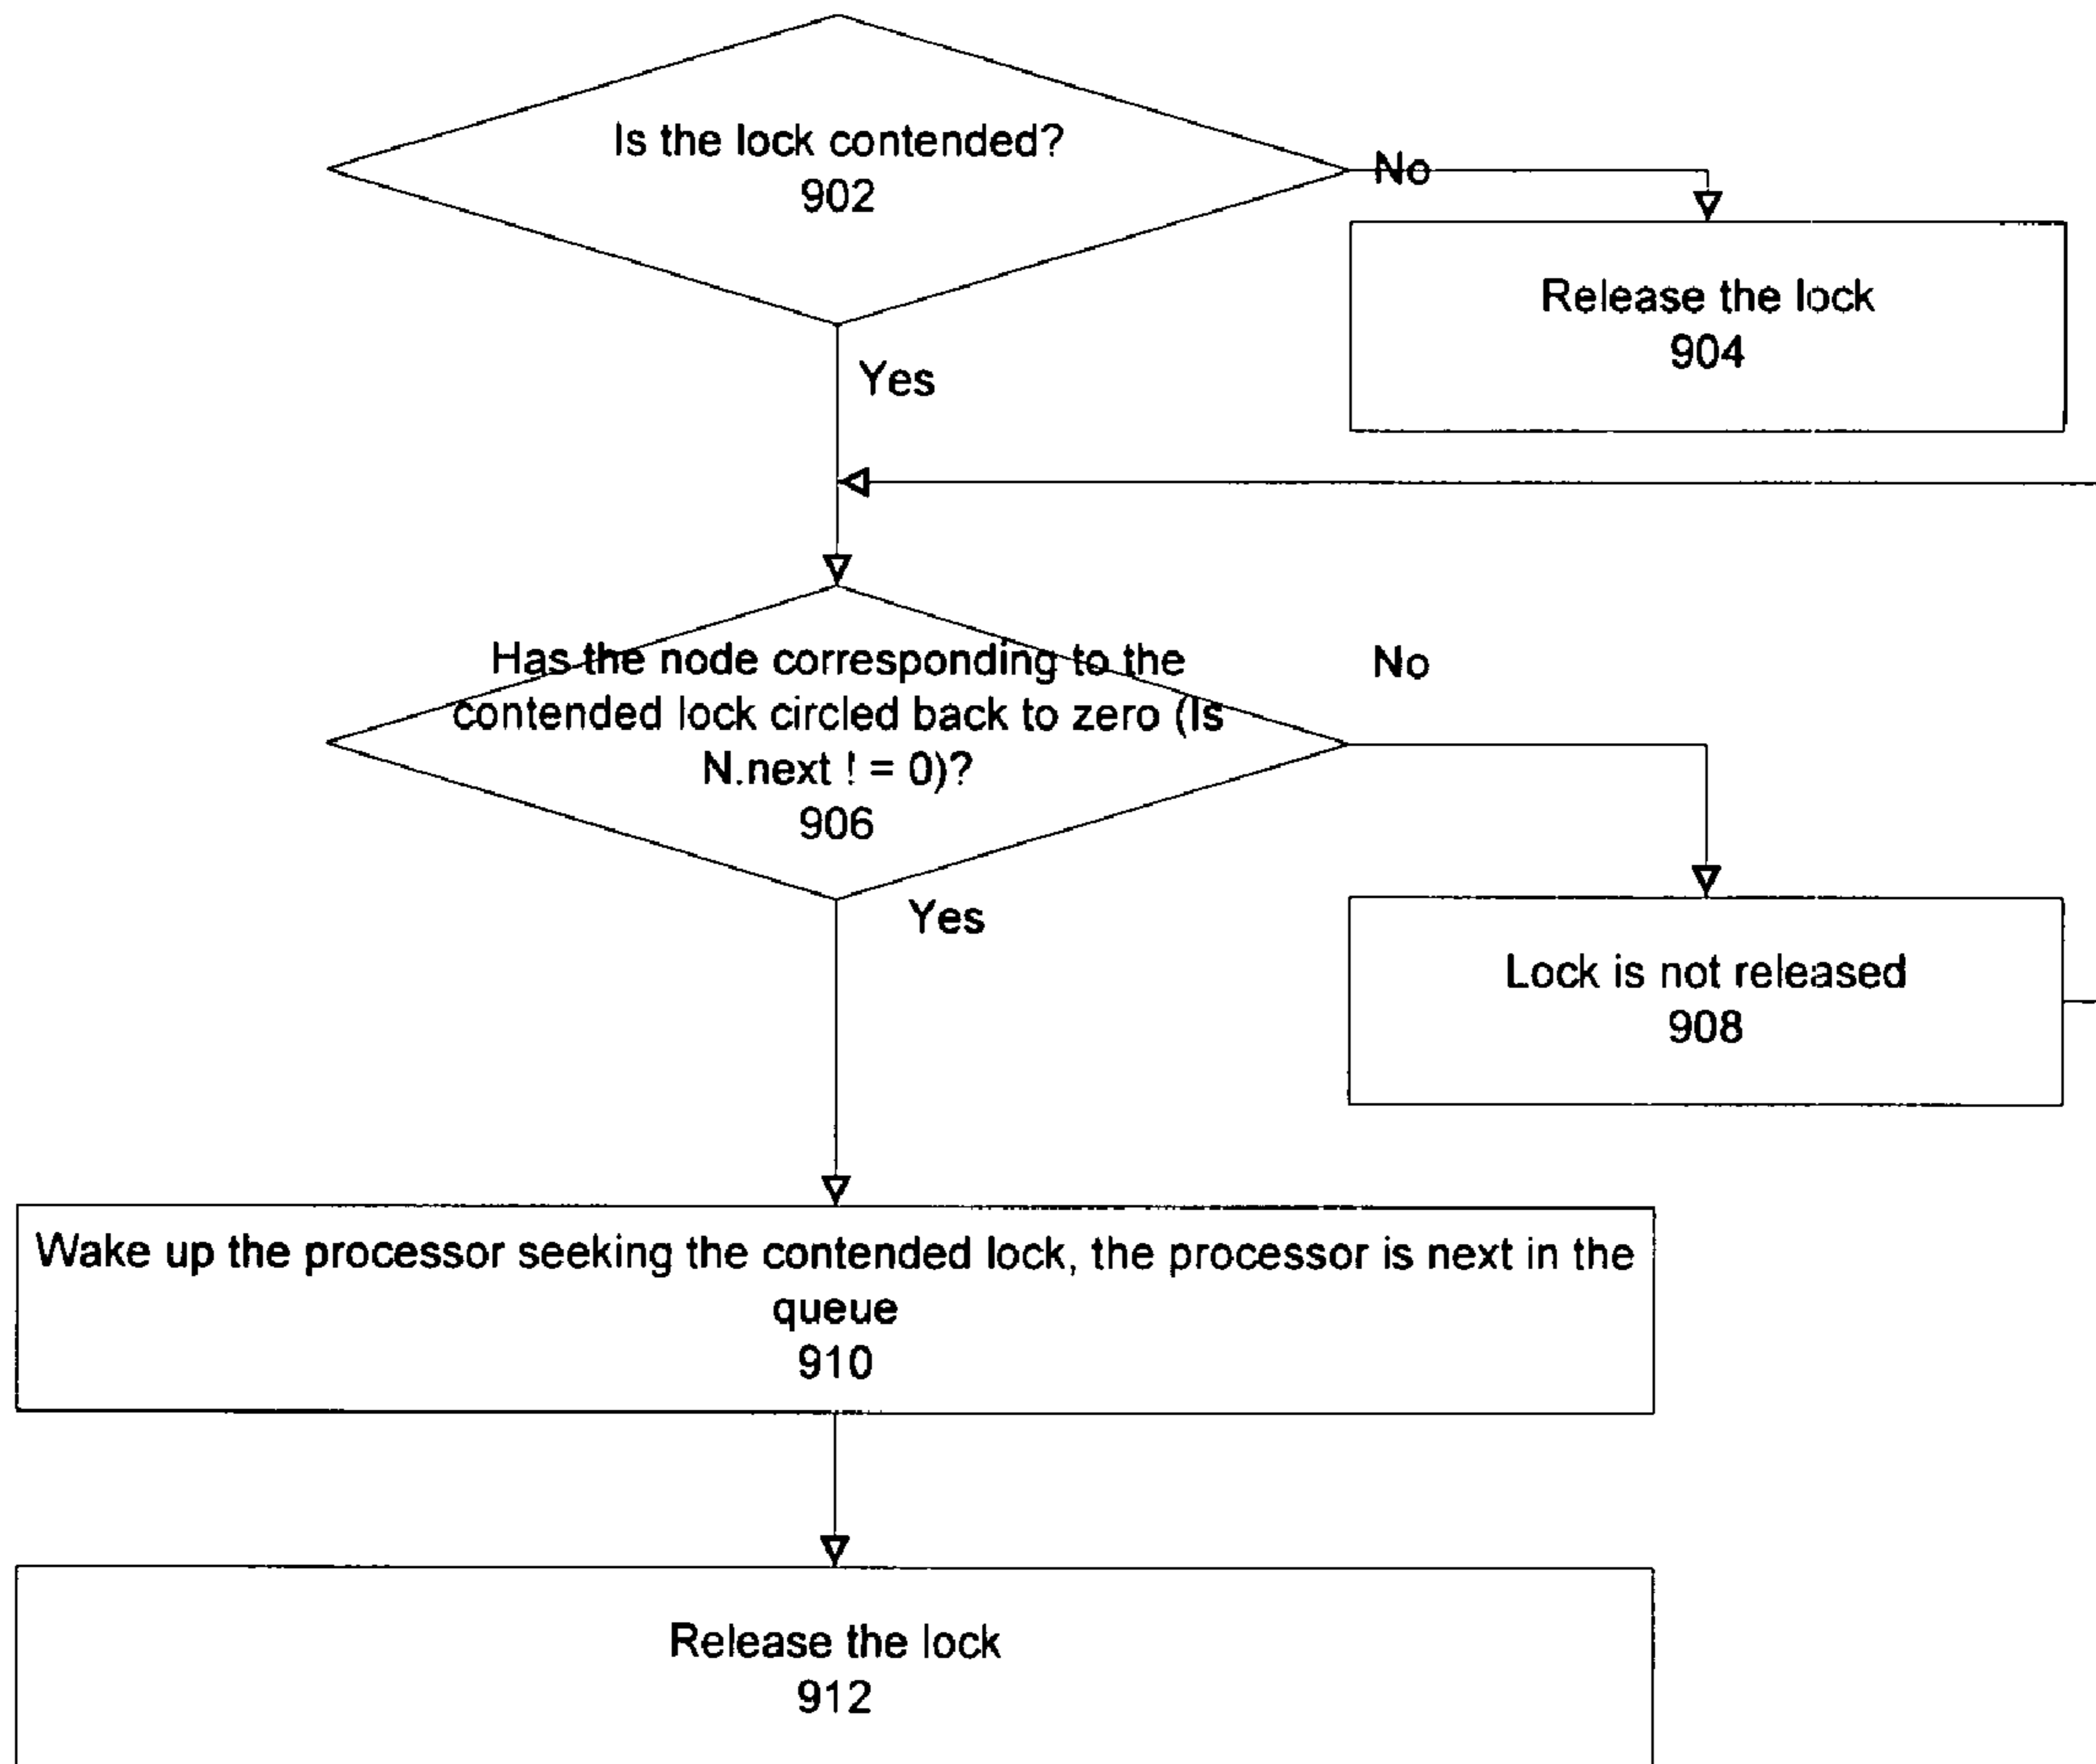 Is the lock contended?
902
No
Release the lock
904
Yes
Has the node corresponding to the
contended lock circled back to zero (Is
N.next ! = 0)?
906
No
Yes
Lock is not released
908
Wake up the processor seeking the contended lock, the processor is next in the
queue
910
Release the lock
912